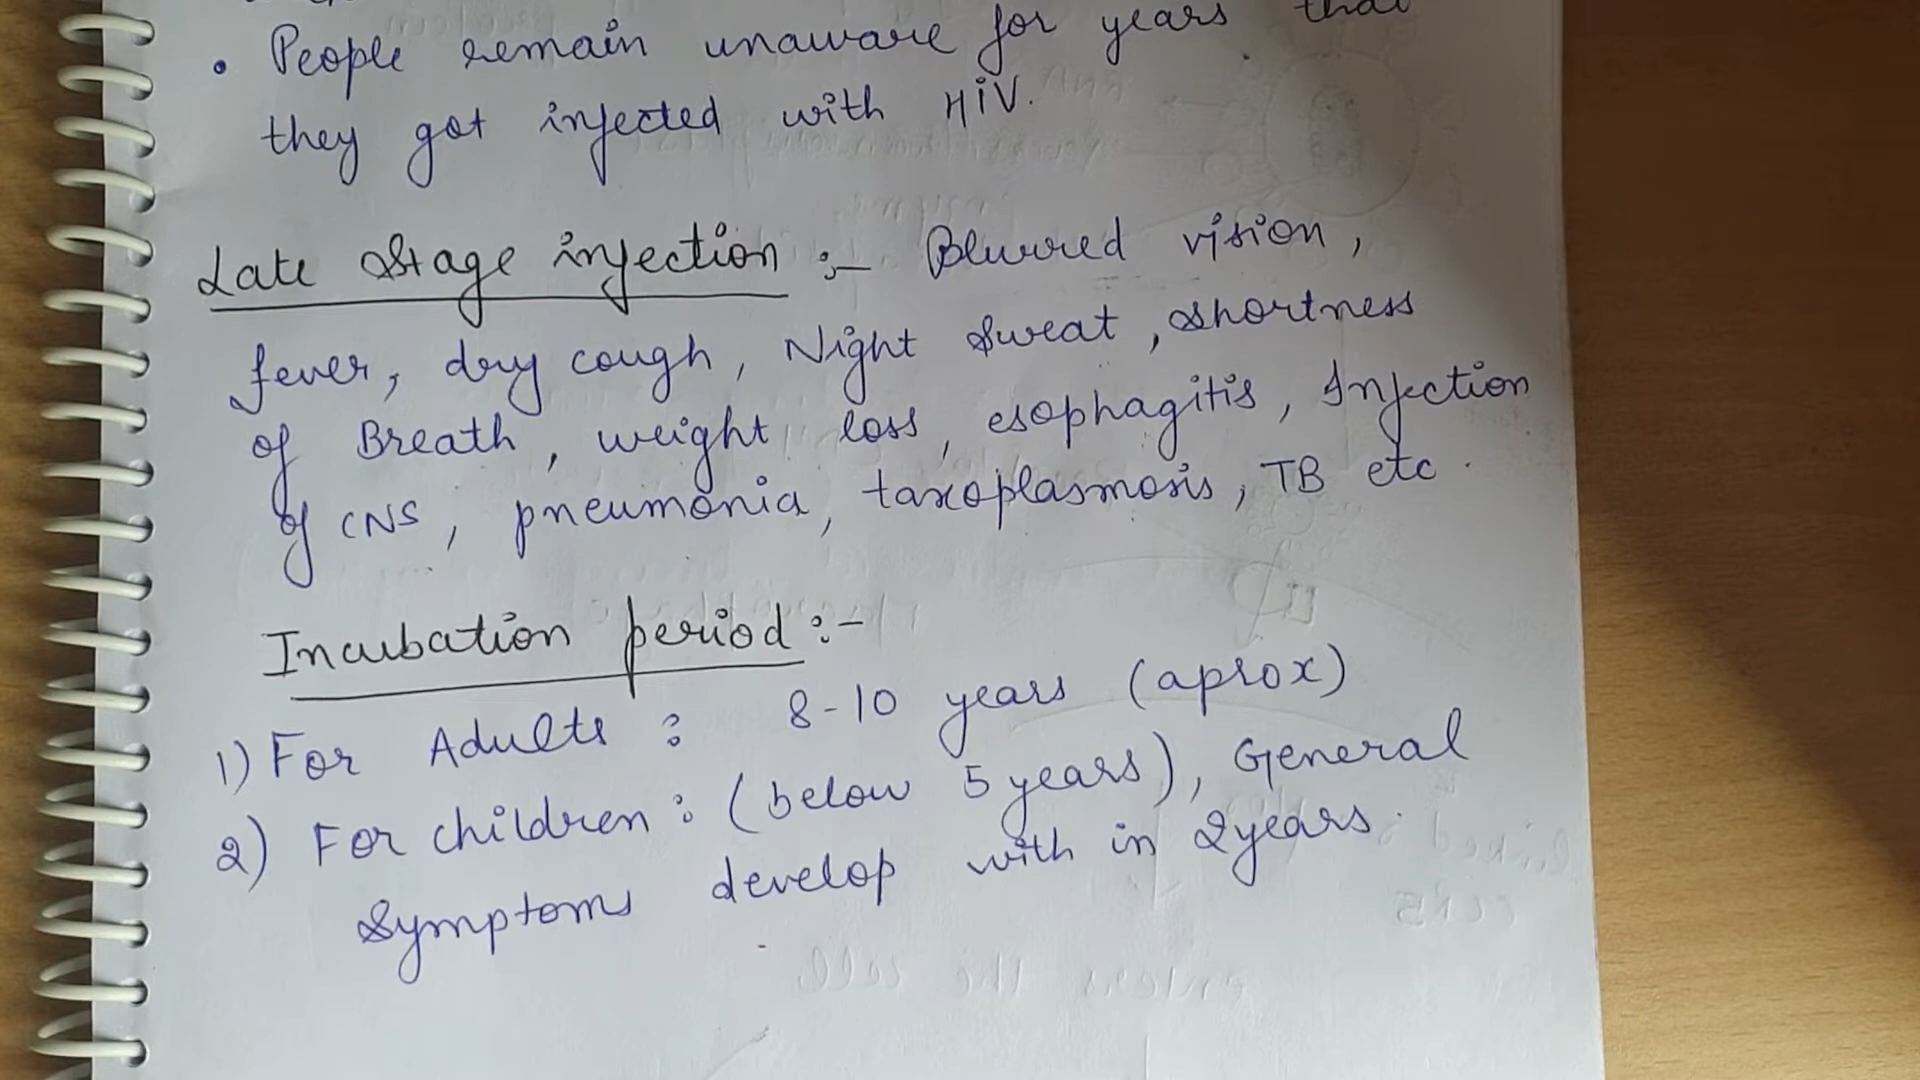 • People remain unaware for years that
they got infected with HIV.
Late Stage infection :- Blurred vision,
fever, dry cough, Night Sweat, shortness
of Breath, weight loss, esophagitis, Infection
of CNS, pneumonia, taxoplasmosis, TB etc.
Incubation period :-
1) For Adults : 8-10 years (aprox)
2) For children : (below 5 years), General
Symptoms develop with in 2 years.